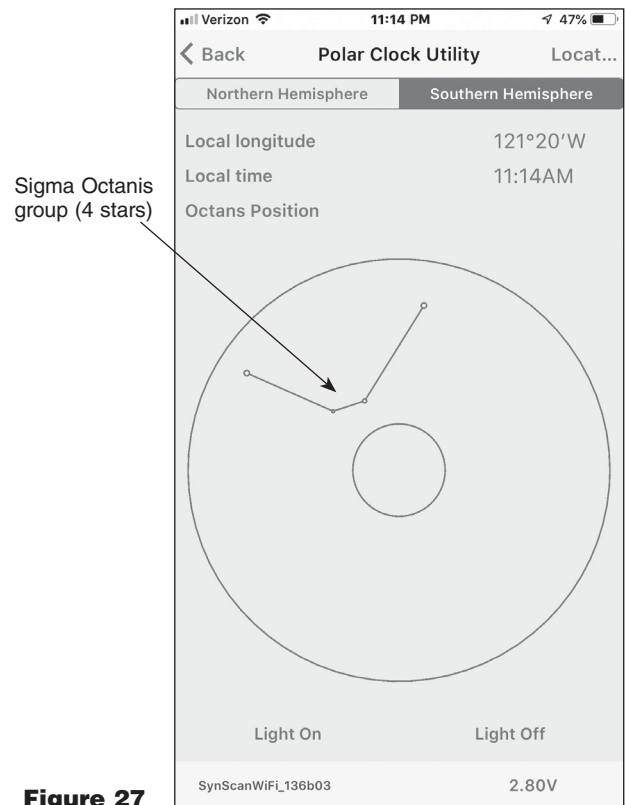 Verizon 11:14 PM 47%
Back Polar Clock Utility Locat...
Northern Hemisphere Southern Hemisphere
Local longitude 121°20'W
Local time 11:14AM
Octans Position
Sigma Octanis
group (4 stars)
Light On Light Off
SynScanWiFi_136b03 2.80V
Figure 27